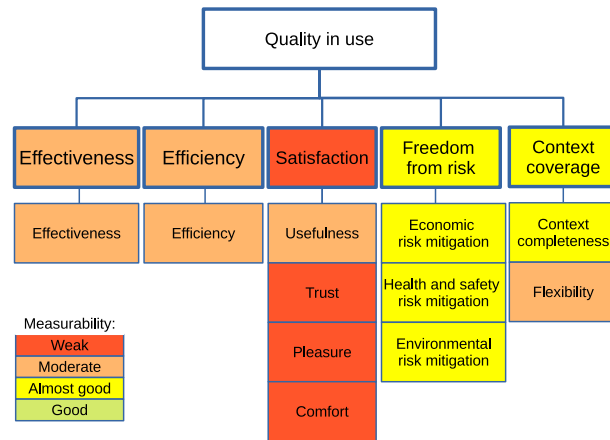 Quality in use
Effectiveness
Efficiency
Satisfaction
Freedom
from risk
Context
coverage
Effectiveness
Efficiency
Usefulness
Economic
risk mitigation
Context
completeness
Trust
Health and safety
risk mitigation
Flexibility
Pleasure
Environmental
risk mitigation
Comfort
Measurability:
Weak
Moderate
Almost good
Good